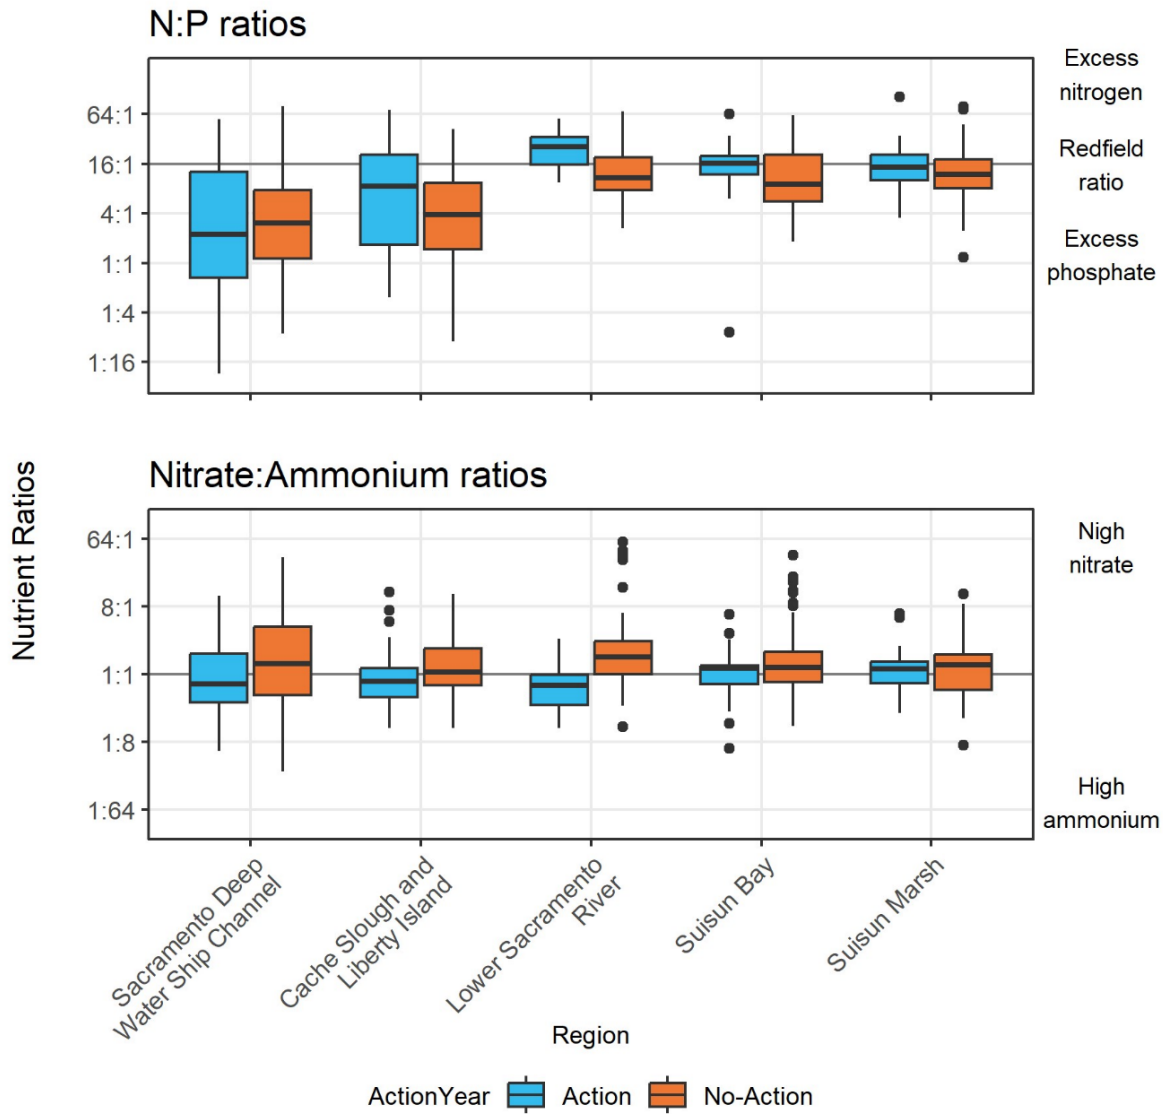 N:P ratios
64:1
16:1
4:1
1:1
1:4
1:16
Excess
nitrogen
Redfield
ratio
Excess
phosphate
Nutrient Ratios
Nitrate:Ammonium ratios
64:1
8:1
1:1
1:8
1:64
Nigh
nitrate
High
ammonium
Sacramento Deep
Water Ship Channel
Cache Slough and
Liberty Island
Lower Sacramento
River
Suisun Bay
Suisun Marsh
Region
ActionYear Action No-Action